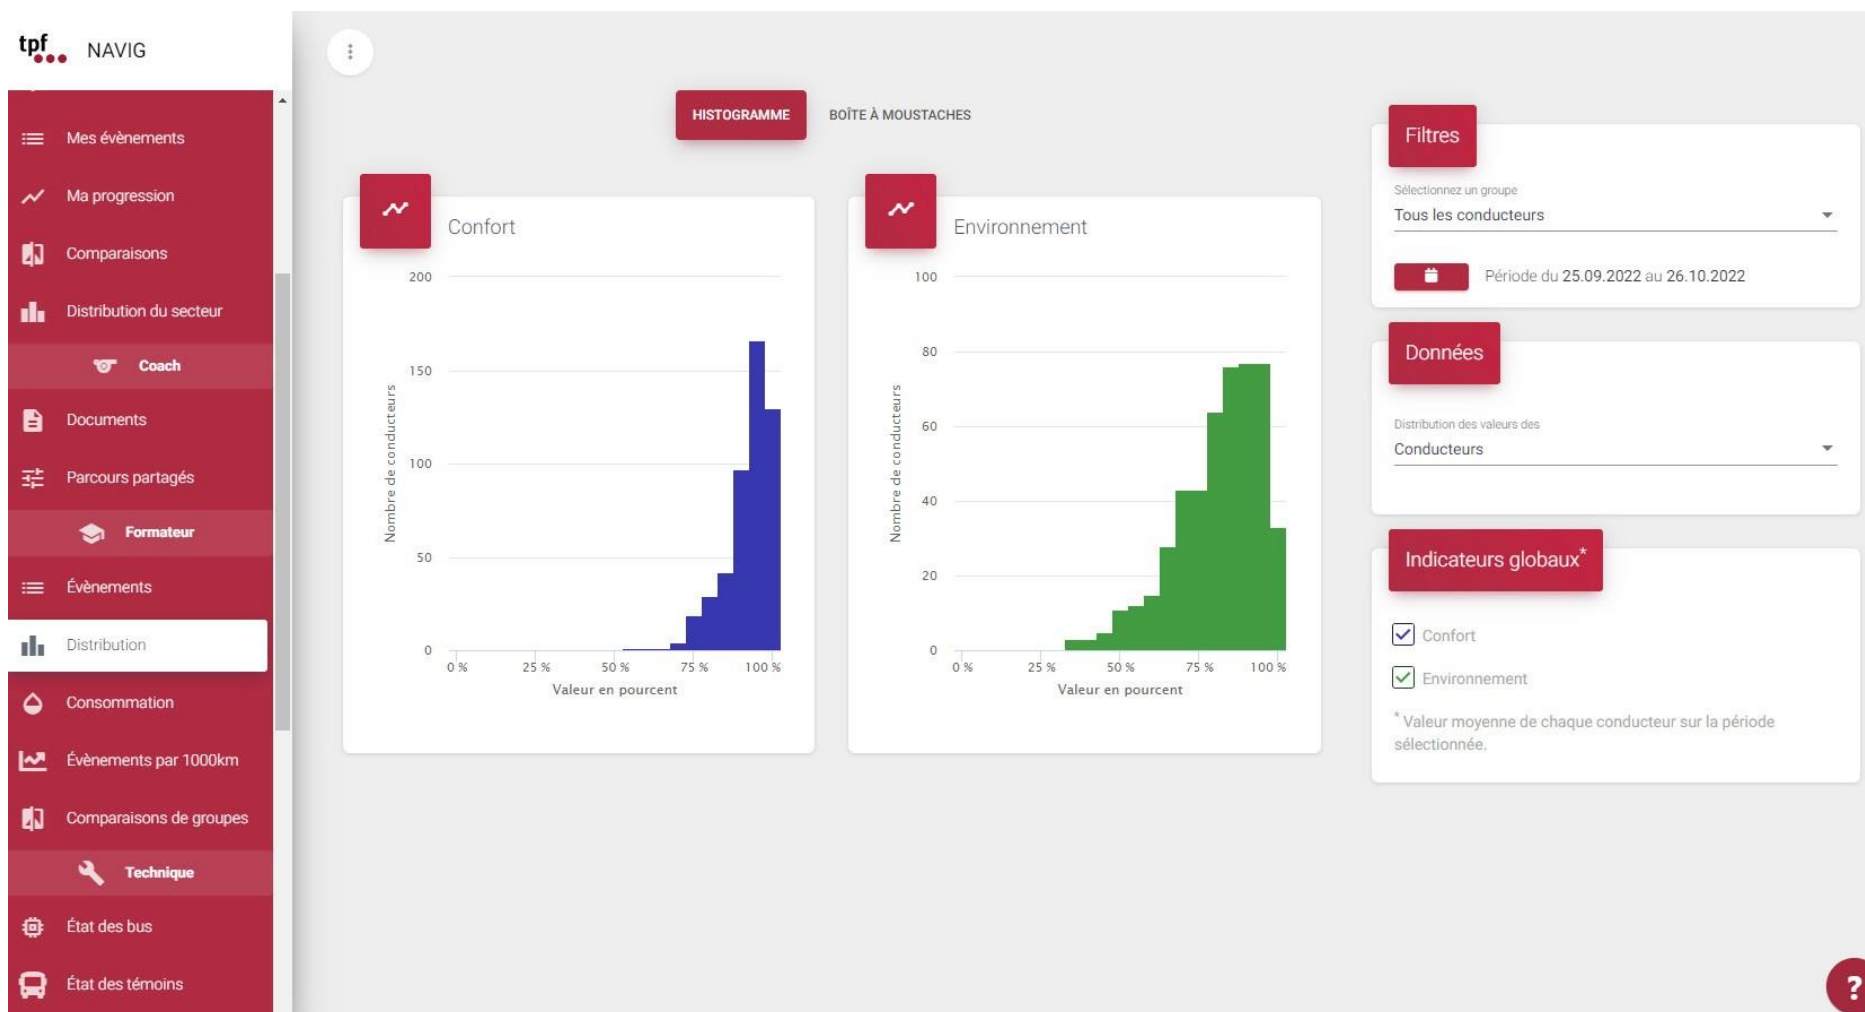 tpf NAVIG
Mes évènements
Ma progression
Comparaisons
Distribution du secteur
Coach
Documents
Parcours partagés
Formateur
Évènements
Distribution
Consommation
Évènements par 1000km
Comparaisons de groupes
Technique
État des bus
État des témoins
HISTOGRAMME BOÎTE À MOUSTACHES
Confort
200
150
100
50
0
Nombre de conducteurs
0 % 25 % 50 % 75 % 100 %
Valeur en pourcent
Environnement
100
80
60
40
20
0
Nombre de conducteurs
0 % 25 % 50 % 75 % 100 %
Valeur en pourcent
Filtres
Sélectionnez un groupe
Tous les conducteurs
Période du 25.09.2022 au 26.10.2022
Données
Distribution des valeurs des
Conducteurs
Indicateurs globaux*
Confort
Environnement
* Valeur moyenne de chaque conducteur sur la période
sélectionnée.
?